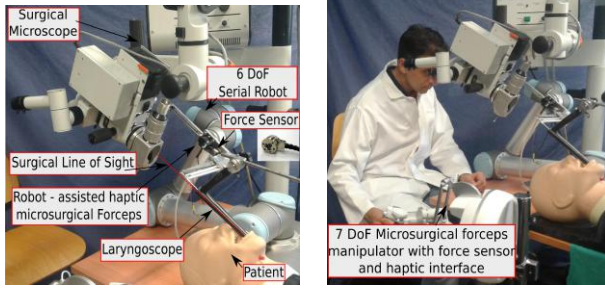 Surgical
Microscope
6 DoF
Serial Robot
Force Sensor
Surgical Line of Sight
Robot - assisted haptic
microsurgical Forceps
Laryngoscope
Patient
7 DoF Microsurgical forceps
manipulator with force sensor
and haptic interface